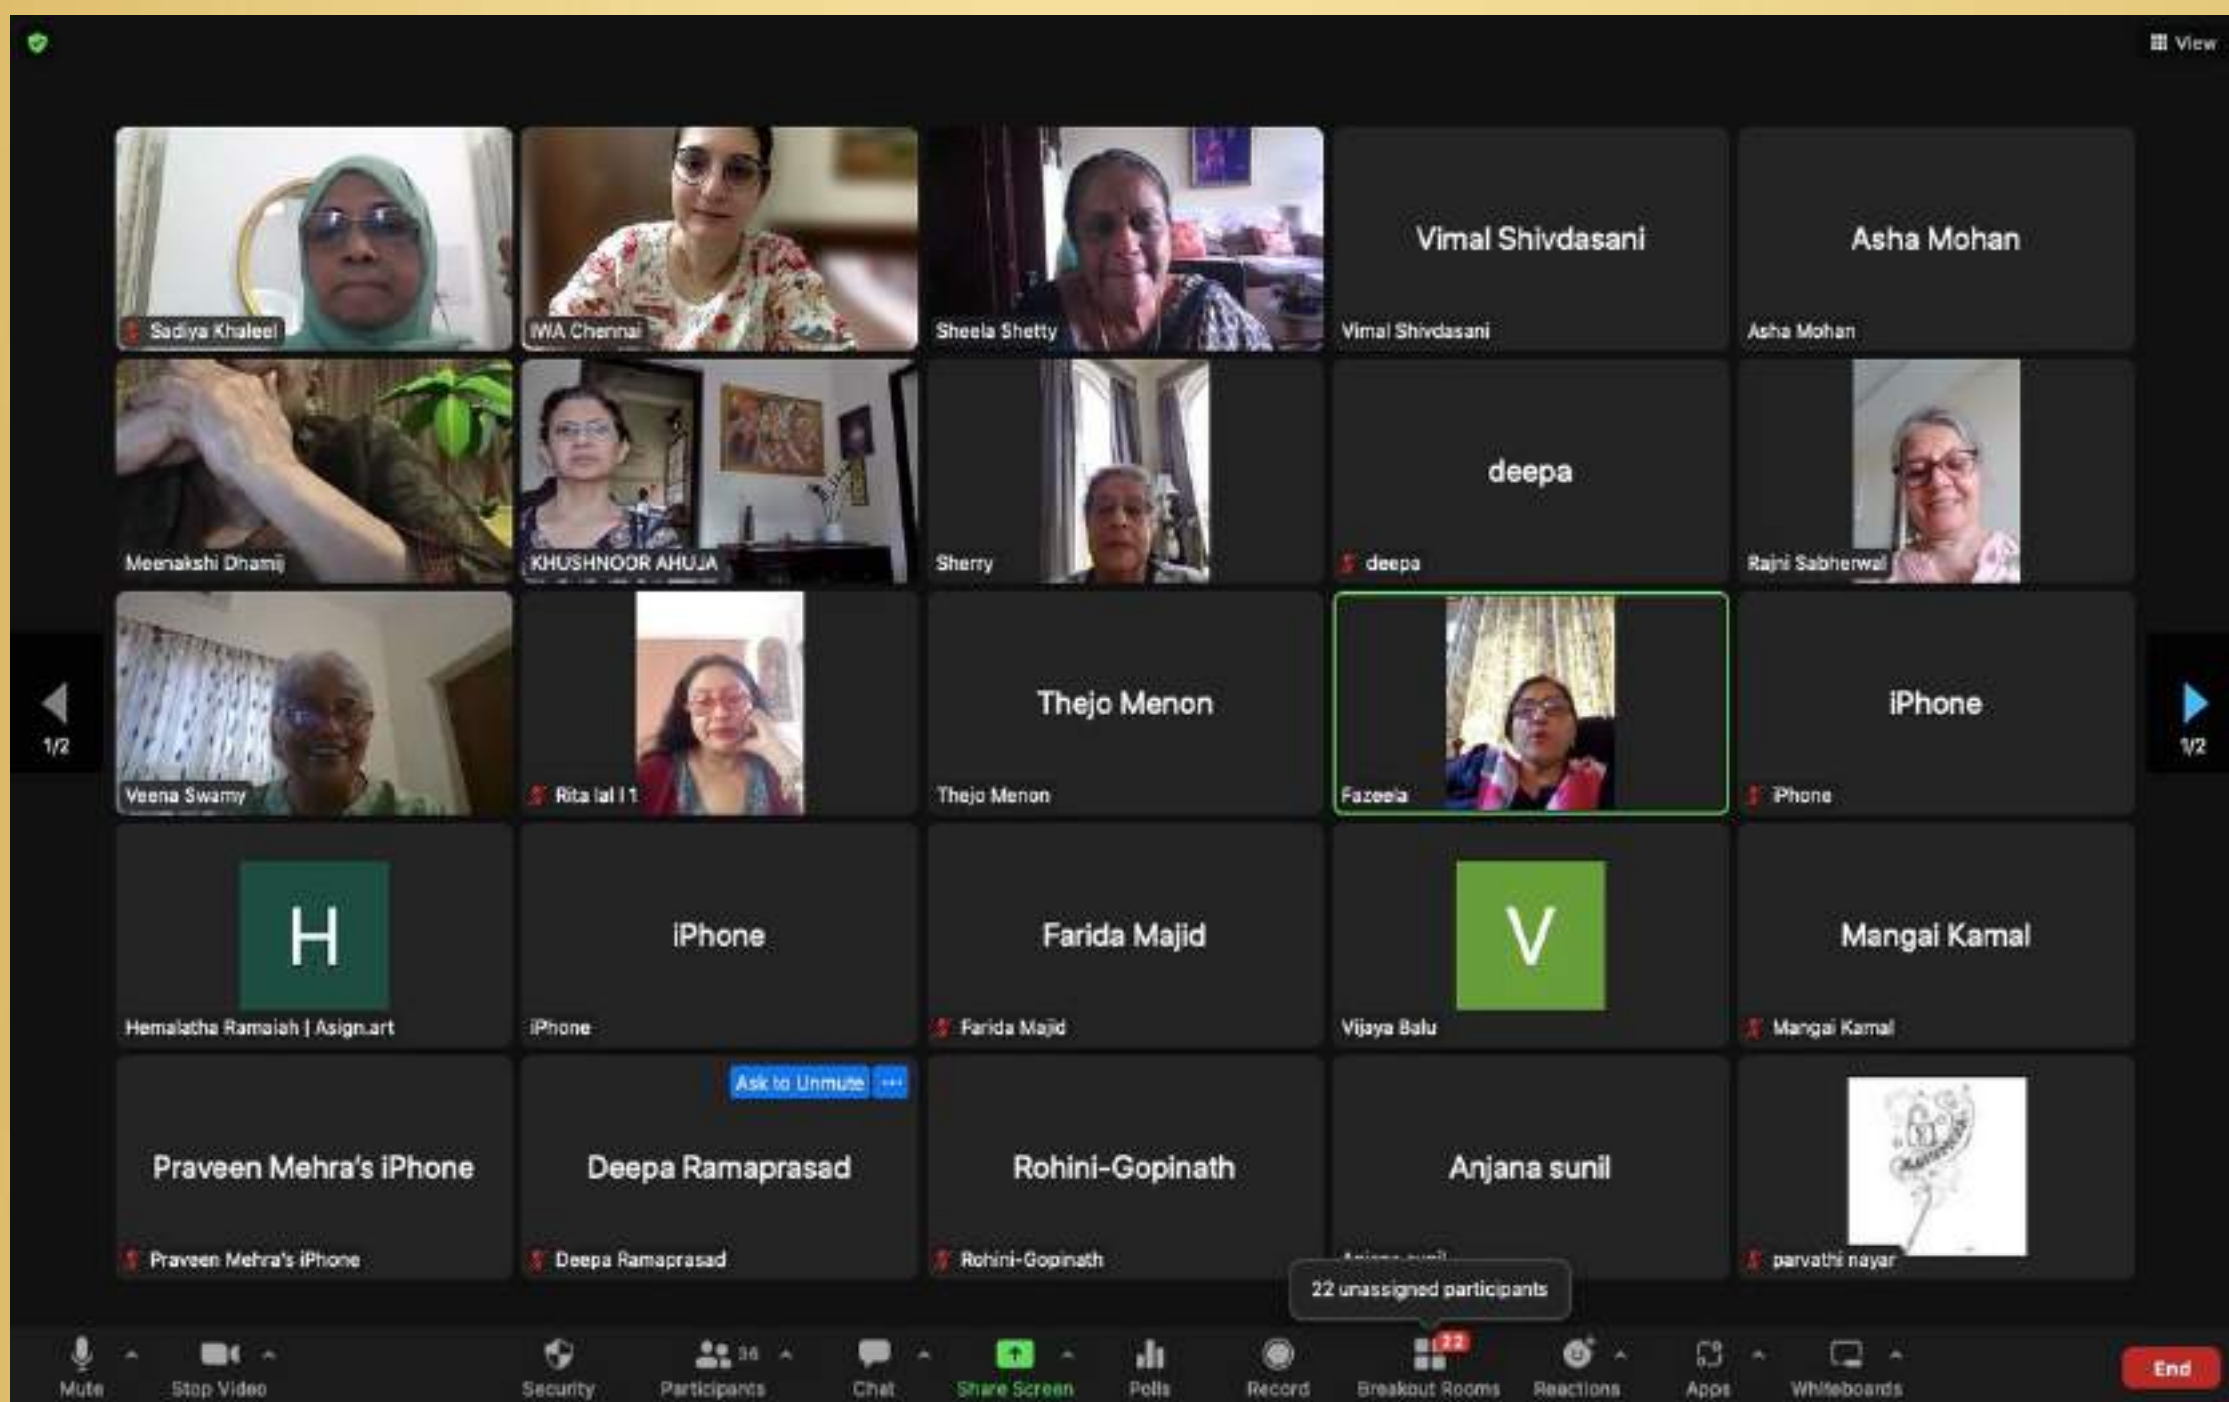 View
Sadiya Khaleel
IWA Chennai
Sheela Shetty
Vimal Shivdasani
Vimal Shivdasani
Asha Mohan
Asha Mohan
Meenakshi Dhamij
KHUSHNOOR AHUJA
Sherry
deepa
deepa
Rajni Sabherwal
1/2
Veena Swamy
Rita lal l 1
Thejo Menon
Thejo Menon
Fazeela
iPhone
iPhone
1/2
H
Hemalatha Ramaiah | Asign.art
iPhone
iPhone
Farida Majid
Farida Majid
V
Vijaya Balu
Mangai Kamal
Mangai Kamal
Praveen Mehra's iPhone
Praveen Mehra's iPhone
Ask to Unmute
Deepa Ramaprasad
Deepa Ramaprasad
Rohini-Gopinath
Rohini-Gopinath
Anjana sunil
parvathi nayar
22 unassigned participants
Mute
Stop Video
Security
Participants
36
Chat
Share Screen
Polls
Record
Breakout Rooms
22
Reactions
Apps
Whiteboards
End